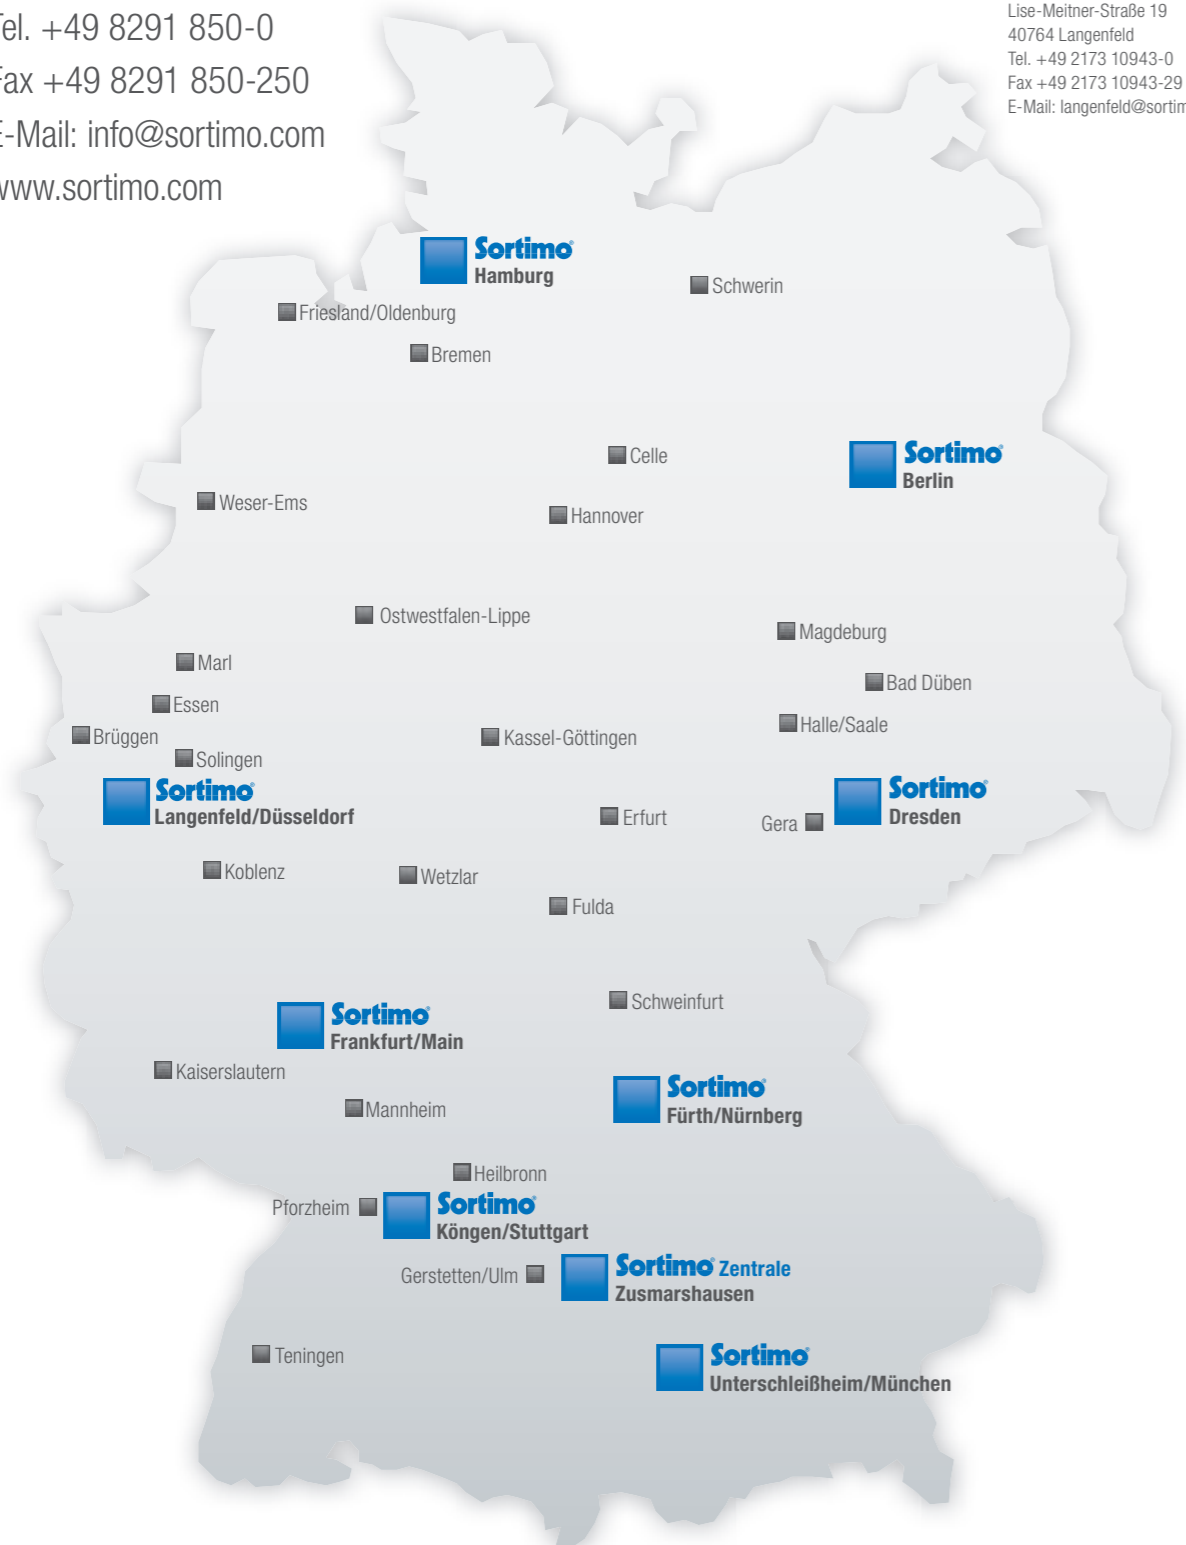 Tel. +49 8291 850-0
Fax +49 8291 850-250
E-Mail: info@sortimo.com
www.sortimo.com
Lise-Meitner-Straße 19
40764 Langenfeld
Tel. +49 2173 10943-0
Fax +49 2173 10943-29
E-Mail: langenfeld@sortim
Sortimo®
Hamburg
Schwerin
Friesland/Oldenburg
Bremen
Celle
Sortimo®
Berlin
Weser-Ems
Hannover
Ostwestfalen-Lippe
Magdeburg
Marl
Bad Düben
Essen
Halle/Saale
Brüggen
Kassel-Göttingen
Solingen
Sortimo®
Langenfeld/Düsseldorf
Sortimo®
Dresden
Erfurt
Gera
Koblenz
Wetzlar
Fulda
Schweinfurt
Sortimo®
Frankfurt/Main
Kaiserslautern
Sortimo®
Fürth/Nürnberg
Mannheim
Heilbronn
Pforzheim
Sortimo®
Köngen/Stuttgart
Gerstetten/Ulm
Sortimo® Zentrale
Zusmarshausen
Teningen
Sortimo®
Unterschleißheim/München